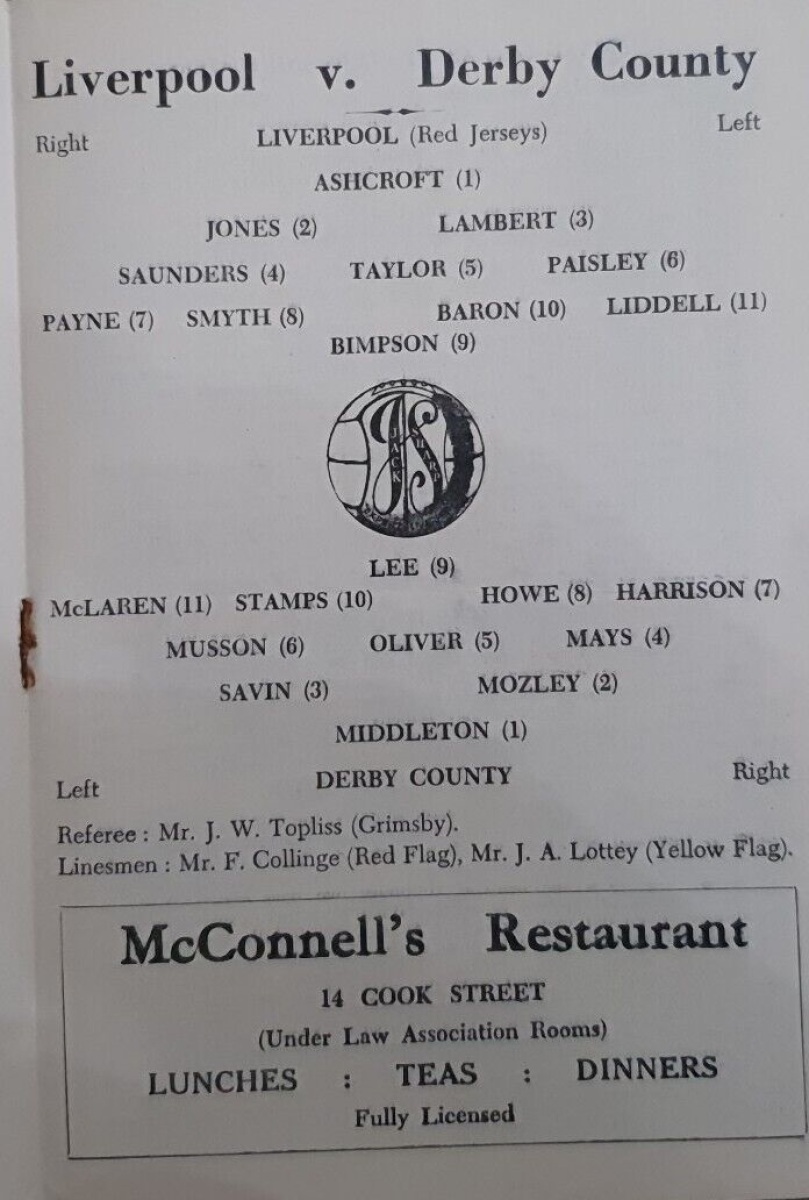 Liverpool v. Derby County
Right LIVERPOOL (Red Jerseys) Left
ASHCROFT (1)
JONES (2) LAMBERT (3)
SAUNDERS (4) TAYLOR (5) PAISLEY (6)
PAYNE (7) SMYTH (8) BARON (10) LIDDELL (11)
BIMPSON (9)
JACK SHARP
LEE (9)
McLAREN (11) STAMPS (10) HOWE (8) HARRISON (7)
MUSSON (6) OLIVER (5) MAYS (4)
SAVIN (3) MOZLEY (2)
MIDDLETON (1)
Left DERBY COUNTY Right
Referee : Mr. J. W. Topliss (Grimsby).
Linesmen : Mr. F. Collinge (Red Flag), Mr. J. A. Lottey (Yellow Flag).
McConnell's Restaurant
14 COOK STREET
(Under Law Association Rooms)
LUNCHES : TEAS : DINNERS
Fully Licensed